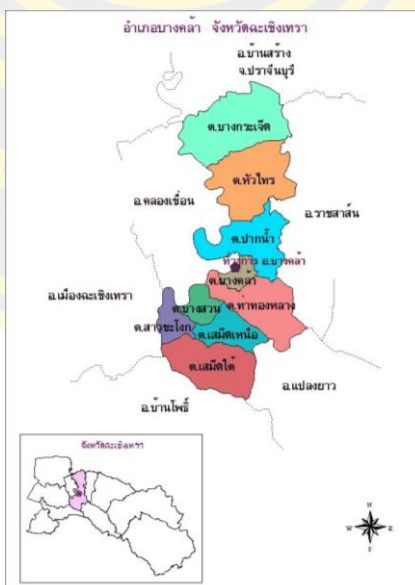 อำเภอบางคล้า จังหวัดฉะเชิงเทรา
อ.บ้านสร้าง
จ.ปราจีนบุรี
ต.บางกระเจ็ด
ต.หัวไทร
อ.คลองเขื่อน
อ.ราชสาส์น
ต.ปากน้ำ
ที่ว่าการ อ.บางคล้า
ต.บางคล้า
อ.เมืองฉะเชิงเทรา
ต.บางสวน
ต.ท่าทองหลาง
ต.สาวชะโงก
ต.เสม็ดเหนือ
ต.เสม็ดใต้
อ.แปลงยาว
อ.บ้านโพธิ์
จังหวัดฉะเชิงเทรา
N
W E
S